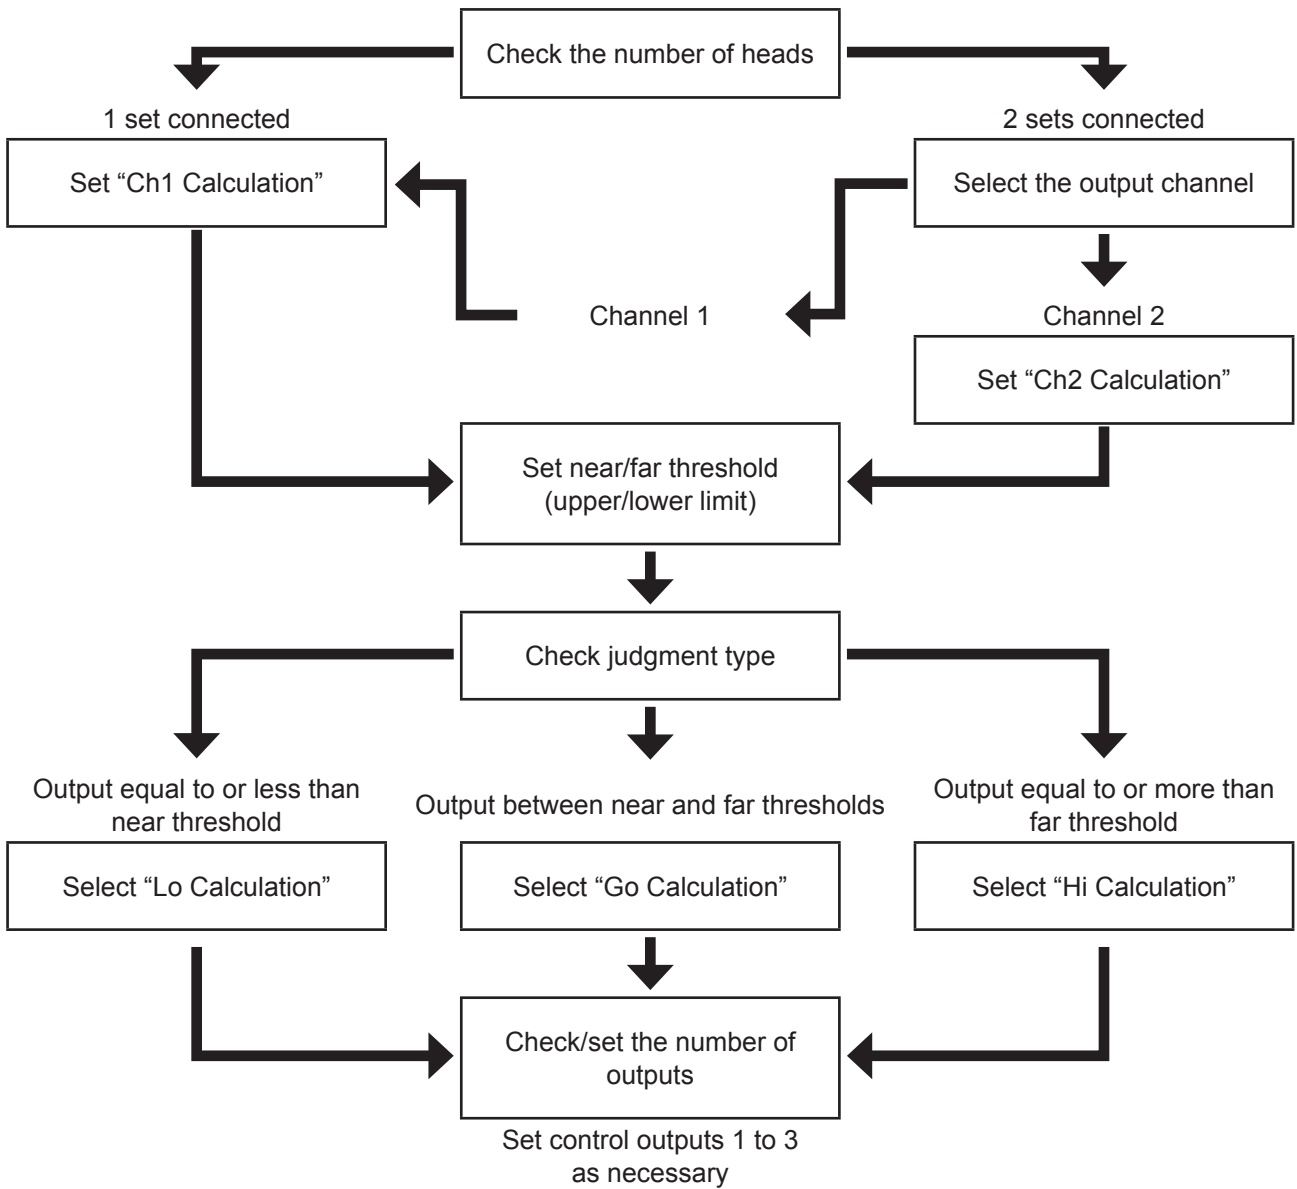 Check the number of heads
1 set connected
2 sets connected
Set “Ch1 Calculation”
Select the output channel
Channel 1
Channel 2
Set “Ch2 Calculation”
Set near/far threshold
(upper/lower limit)
Check judgment type
Output equal to or less than
near threshold
Output between near and far thresholds
Output equal to or more than
far threshold
Select “Lo Calculation”
Select “Go Calculation”
Select “Hi Calculation”
Check/set the number of
outputs
Set control outputs 1 to 3
as necessary